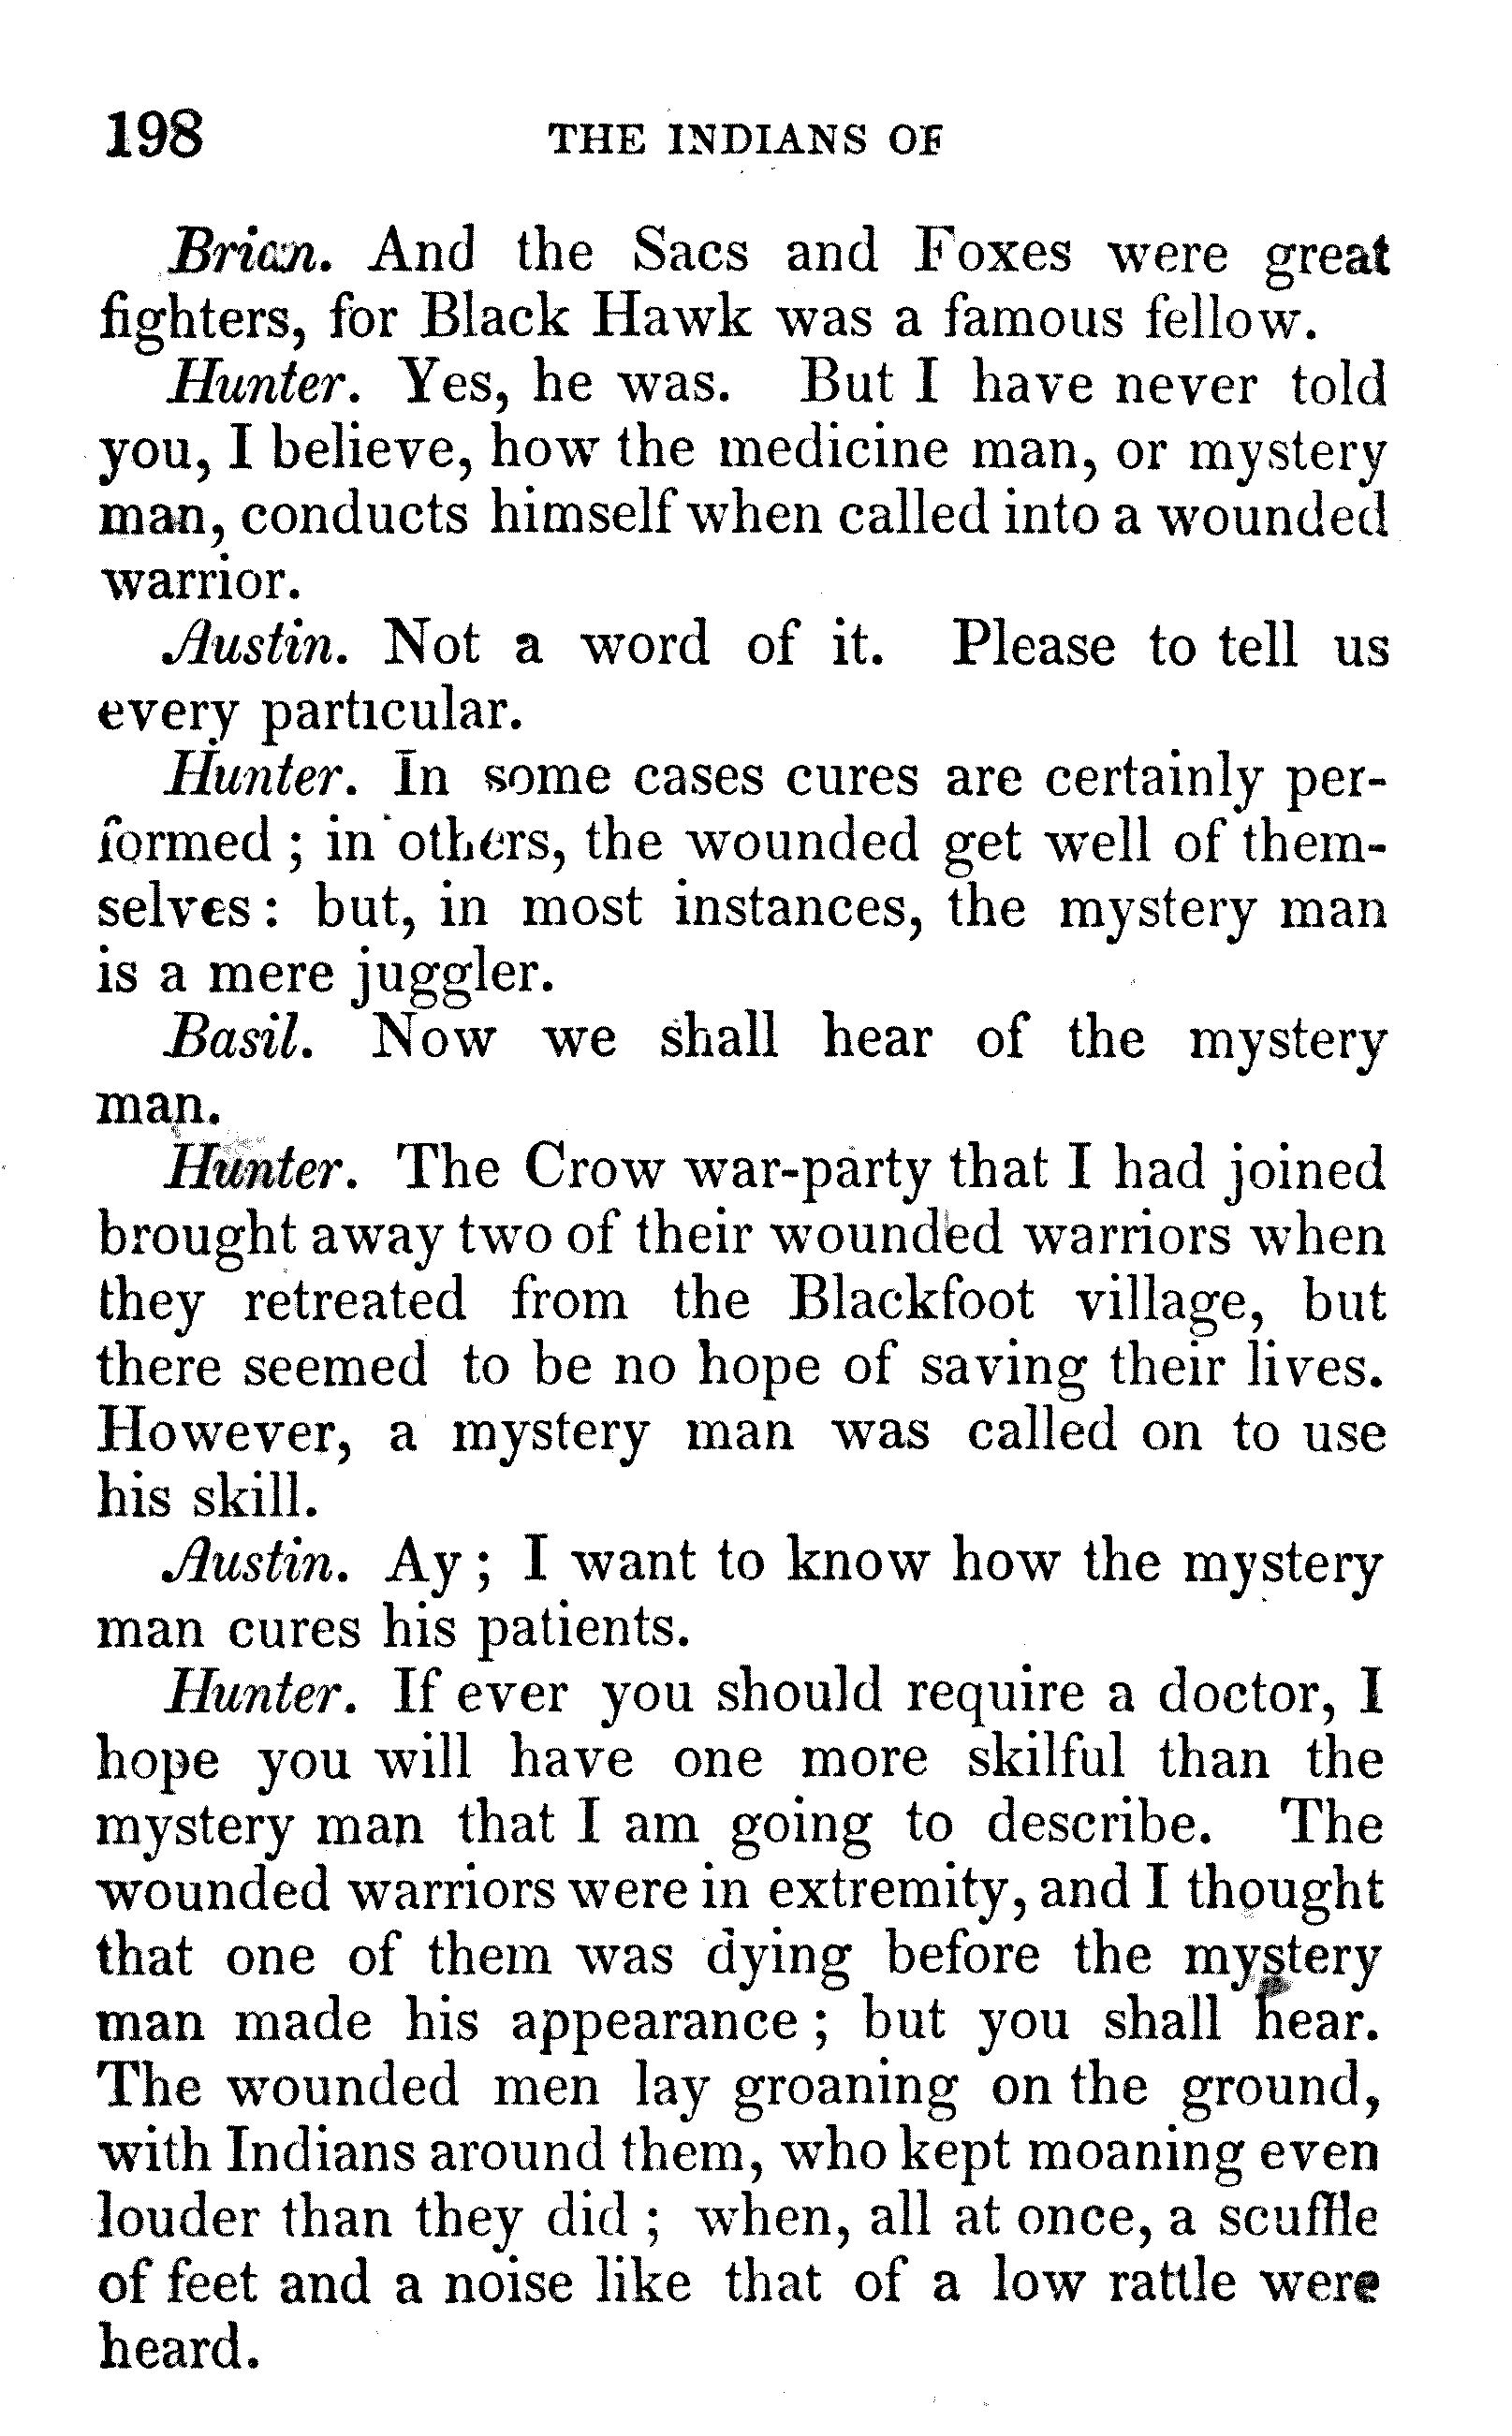 198 THE INDIANS OF
Brian. And the Sacs and Foxes were great
fighters, for Black Hawk was a famous fellow.
Hunter. Yes, he was. But I have never told
you, I believe, how the medicine man, or mystery
man, conducts himself when called into a wounded
warrior.
Austin. Not a word of it. Please to tell us
every particular.
Hunter. In some cases cures are certainly per-
formed; in others, the wounded get well of them-
selves: but, in most instances, the mystery man
is a mere juggler.
Basil. Now we shall hear of the mystery
man.
Hunter. The Crow war-party that I had joined
brought away two of their wounded warriors when
they retreated from the Blackfoot village, but
there seemed to be no hope of saving their lives.
However, a mystery man was called on to use
his skill.
Austin. Ay; I want to know how the mystery
man cures his patients.
Hunter. If ever you should require a doctor, I
hope you will have one more skilful than the
mystery man that I am going to describe. The
wounded warriors were in extremity, and I thought
that one of them was dying before the mystery
man made his appearance; but you shall hear.
The wounded men lay groaning on the ground,
with Indians around them, who kept moaning even
louder than they did; when, all at once, a scuffle
of feet and a noise like that of a low rattle were
heard.